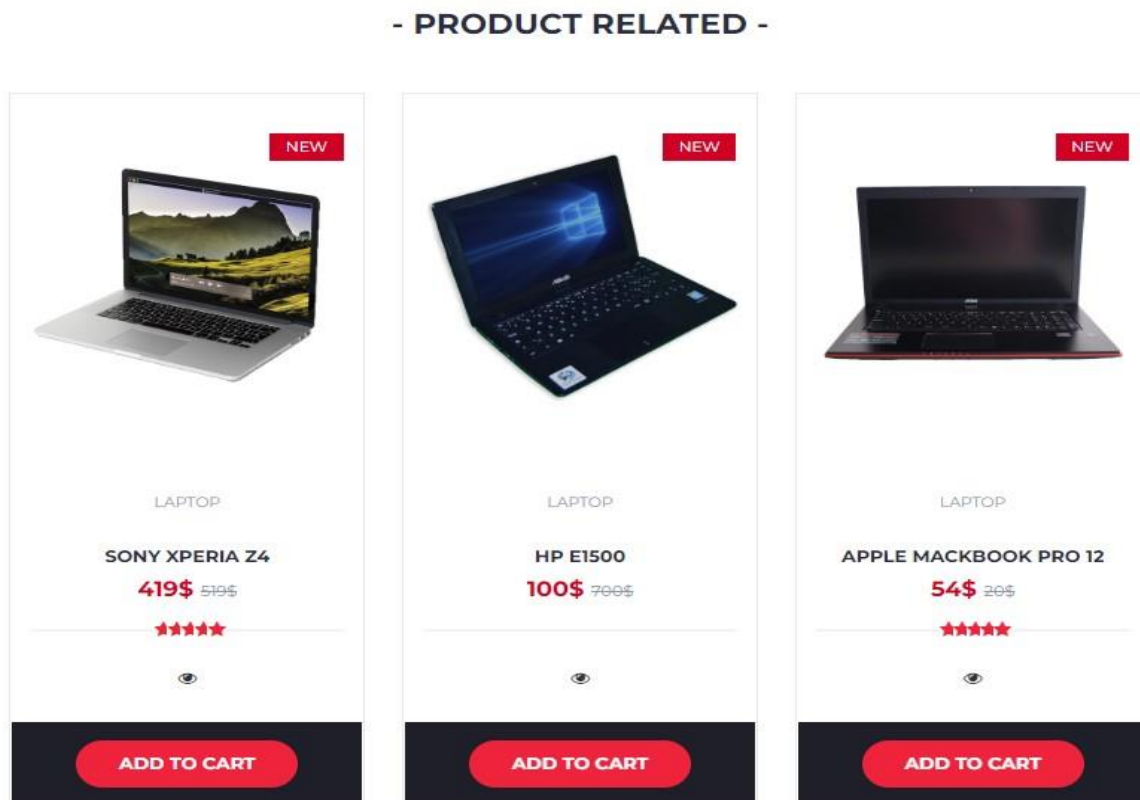 - PRODUCT RELATED -
NEW
LAPTOP
SONY XPERIA Z4
419$ 519$
ADD TO CART
NEW
ASUS
LAPTOP
HP E1500
100$ 700$
ADD TO CART
NEW
LAPTOP
APPLE MACKBOOK PRO 12
54$ 20$
ADD TO CART